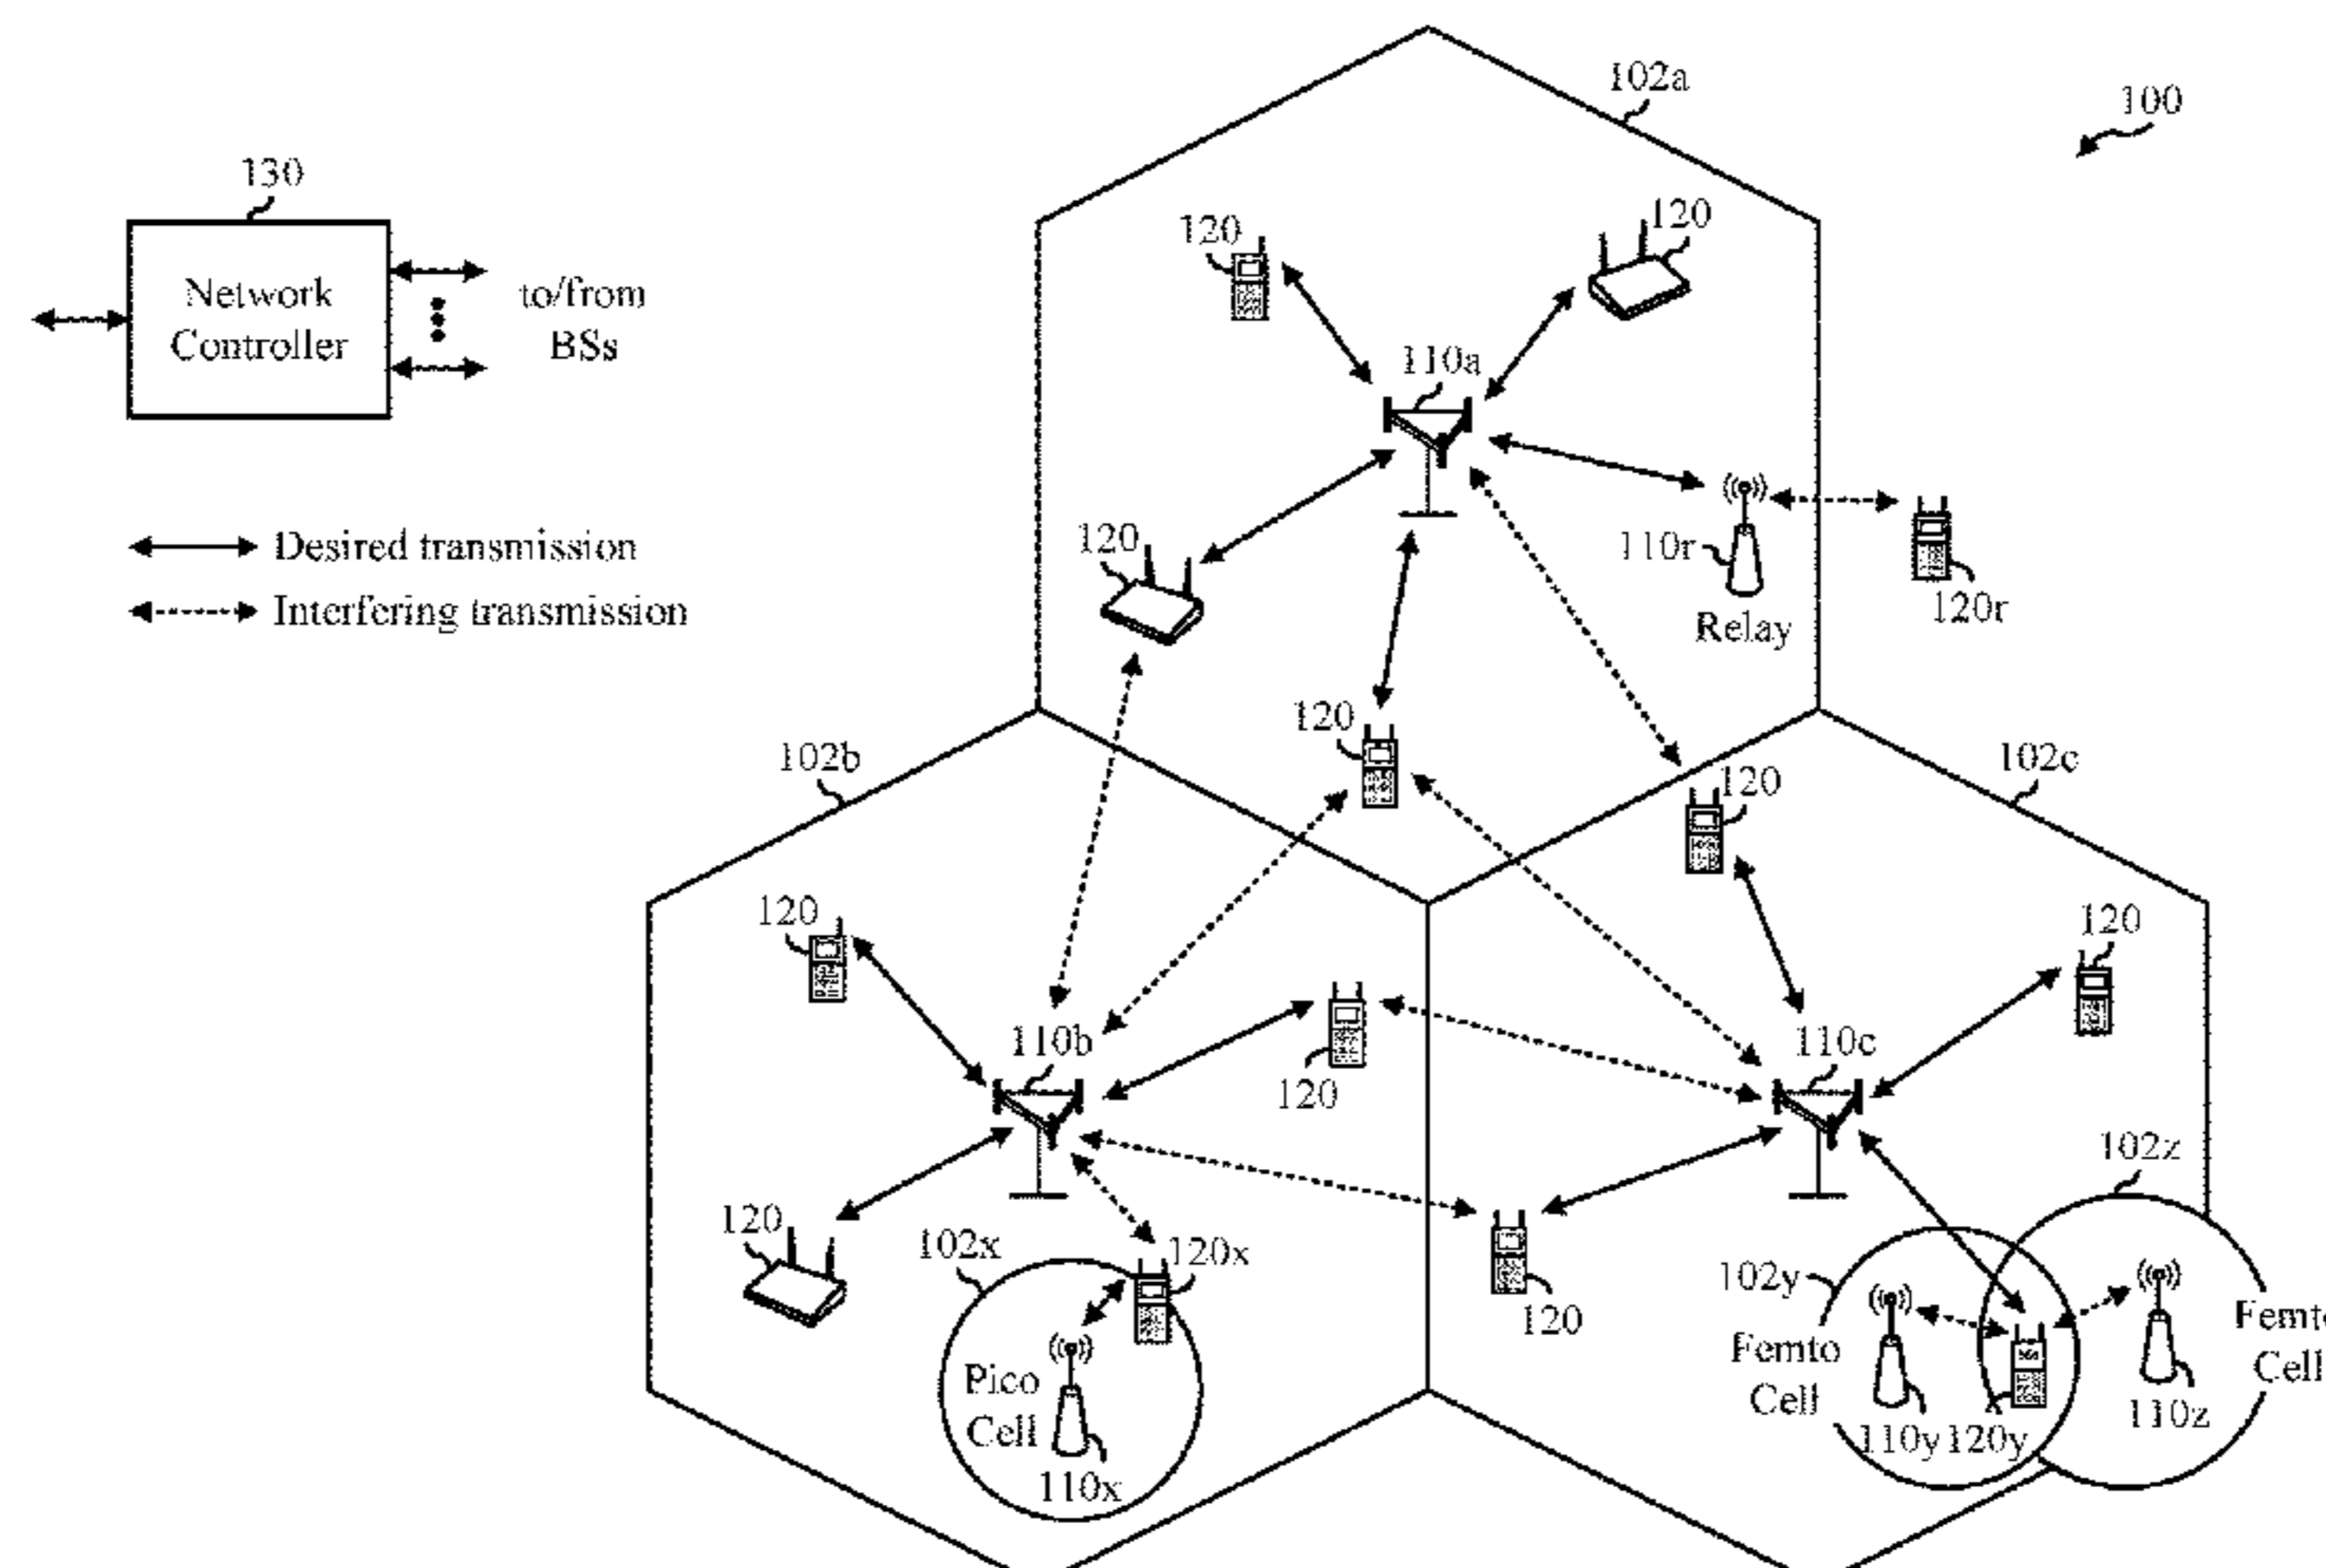 102a
100
130
120
120
Network
Controller
to/from
BSs
110a
Desired transmission
Interfering transmission
120
110r
Relay
120r
120
102b
120
102c
120
120
110b
120
110c
102z
120
102x
120x
120
102y
Pico
Cell
110x
Femto
Cell
110y
120y
110z
Femto
Cell